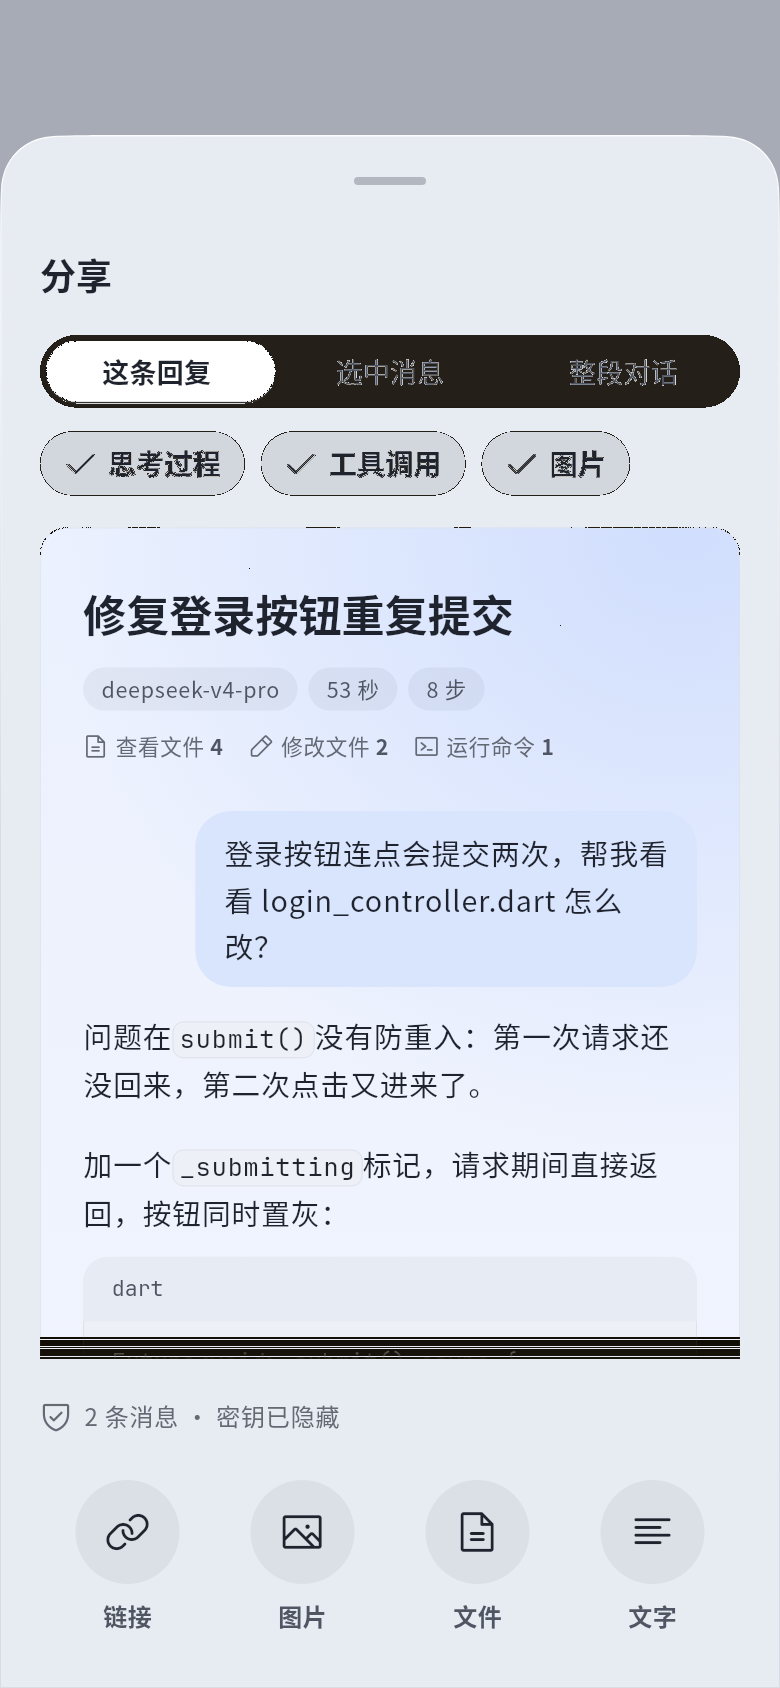 分享
这条回复 选中消息 整段对话
思考过程 工具调用 图片
修复登录按钮重复提交
deepseek-v4-pro 53 秒 8 步
查看文件 4 修改文件 2 运行命令 1
登录按钮连点会提交两次，帮我看
看 login_controller.dart 怎么
改？
问题在 submit() 没有防重入：第一次请求还
没回来，第二次点击又进来了。
加一个 _submitting 标记，请求期间直接返
回，按钮同时置灰：
dart
2 条消息 · 密钥已隐藏
链接 图片 文件 文字